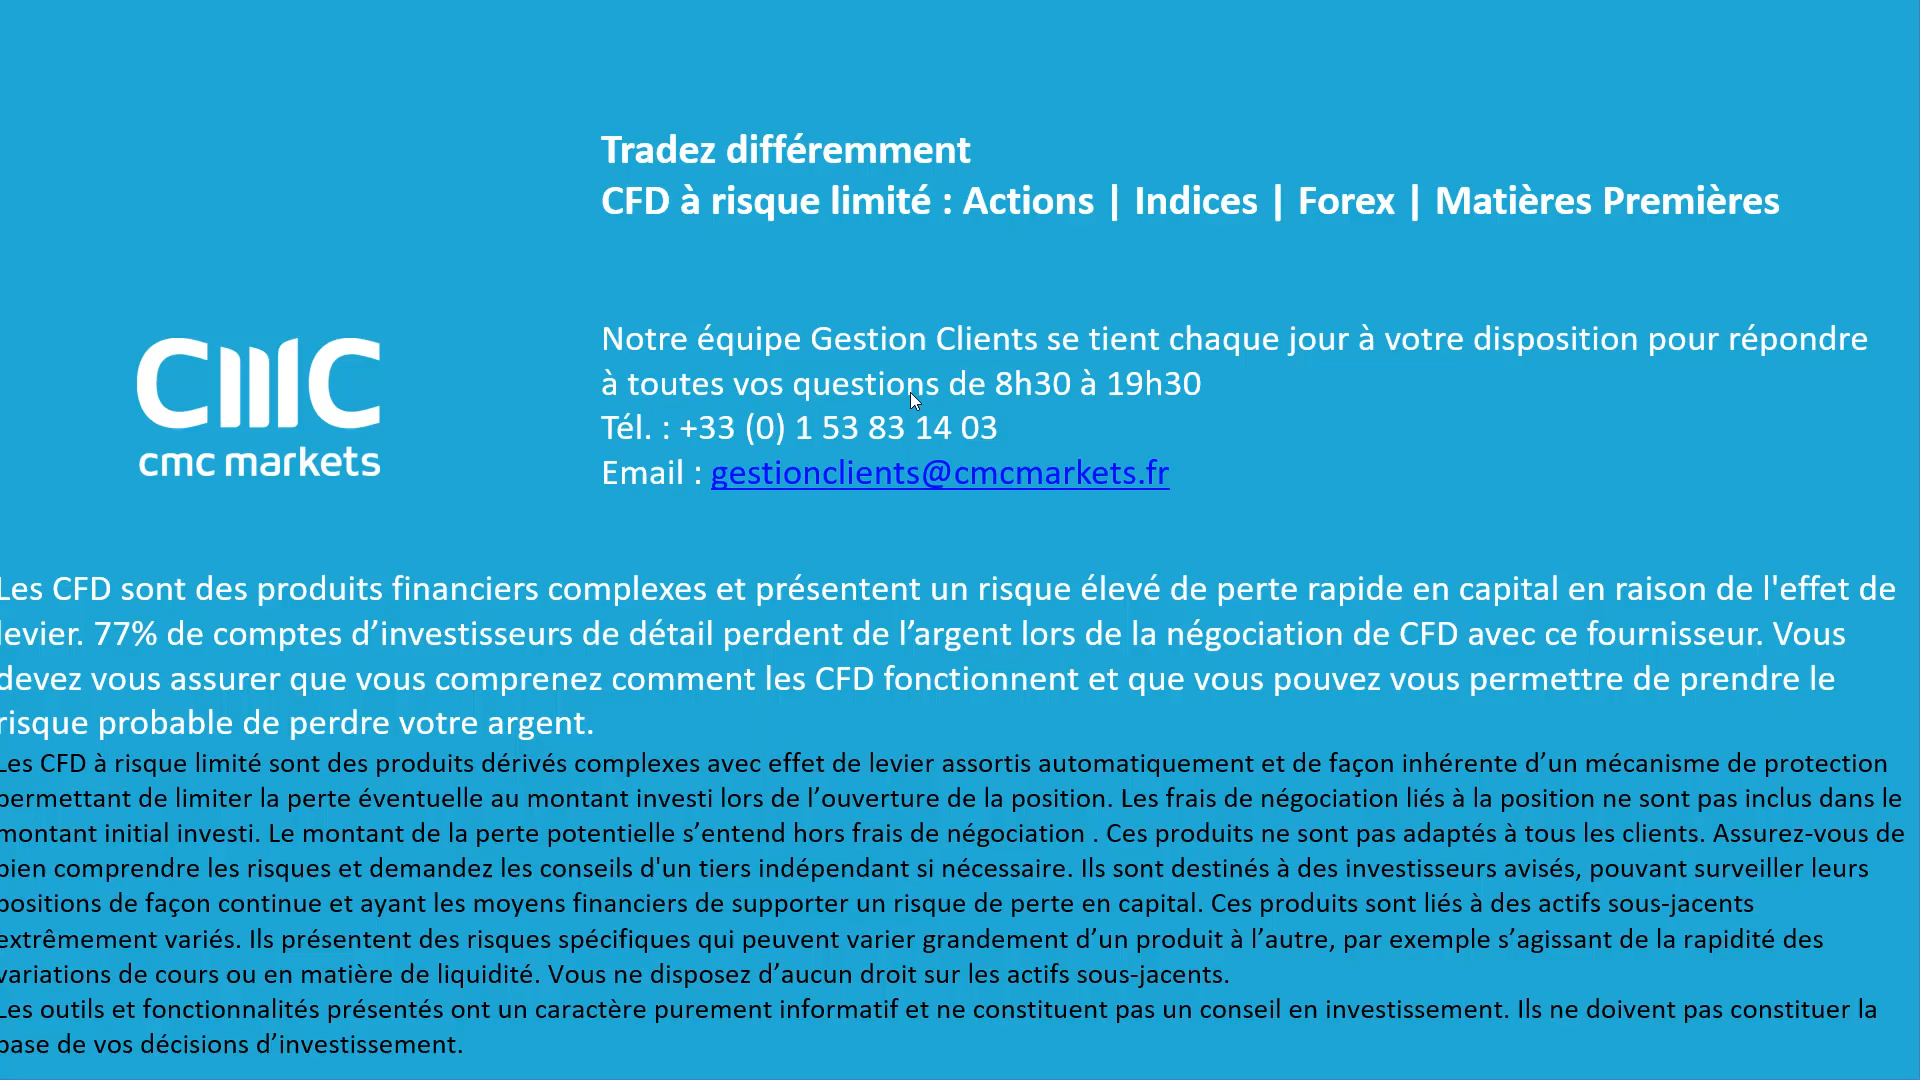 Tradez différemment
CFD à risque limité : Actions | Indices | Forex | Matières Premières
CMC
cmc markets
Notre équipe Gestion Clients se tient chaque jour à votre disposition pour répondre
à toutes vos questions de 8h30 à 19h30
Tél. : +33 (0) 1 53 83 14 03
Email : gestionclients@cmcmarkets.fr
Les CFD sont des produits financiers complexes et présentent un risque élevé de perte rapide en capital en raison de l'effet de
levier. 77% de comptes d’investisseurs de détail perdent de l’argent lors de la négociation de CFD avec ce fournisseur. Vous
devez vous assurer que vous comprenez comment les CFD fonctionnent et que vous pouvez vous permettre de prendre le
risque probable de perdre votre argent.
Les CFD à risque limité sont des produits dérivés complexes avec effet de levier assortis automatiquement et de façon inhérente d’un mécanisme de protection
permettant de limiter la perte éventuelle au montant investi lors de l’ouverture de la position. Les frais de négociation liés à la position ne sont pas inclus dans le
montant initial investi. Le montant de la perte potentielle s’entend hors frais de négociation . Ces produits ne sont pas adaptés à tous les clients. Assurez-vous de
bien comprendre les risques et demandez les conseils d'un tiers indépendant si nécessaire. Ils sont destinés à des investisseurs avisés, pouvant surveiller leurs
positions de façon continue et ayant les moyens financiers de supporter un risque de perte en capital. Ces produits sont liés à des actifs sous-jacents
extrêmement variés. Ils présentent des risques spécifiques qui peuvent varier grandement d’un produit à l’autre, par exemple s’agissant de la rapidité des
variations de cours ou en matière de liquidité. Vous ne disposez d’aucun droit sur les actifs sous-jacents.
Les outils et fonctionnalités présentés ont un caractère purement informatif et ne constituent pas un conseil en investissement. Ils ne doivent pas constituer la
base de vos décisions d’investissement.